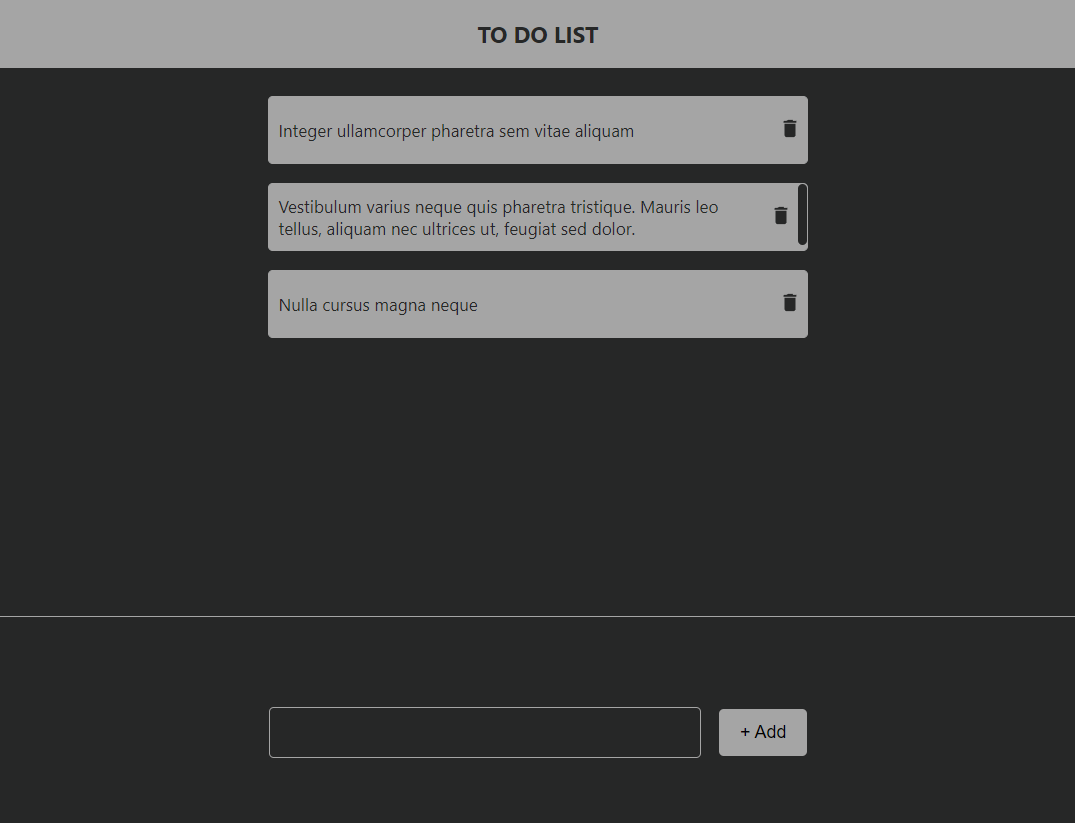 TO DO LIST
Integer ullamcorper pharetra sem vitae aliquam
Vestibulum varius neque quis pharetra tristique. Mauris leo
tellus, aliquam nec ultrices ut, feugiat sed dolor.
Nulla cursus magna neque
+ Add